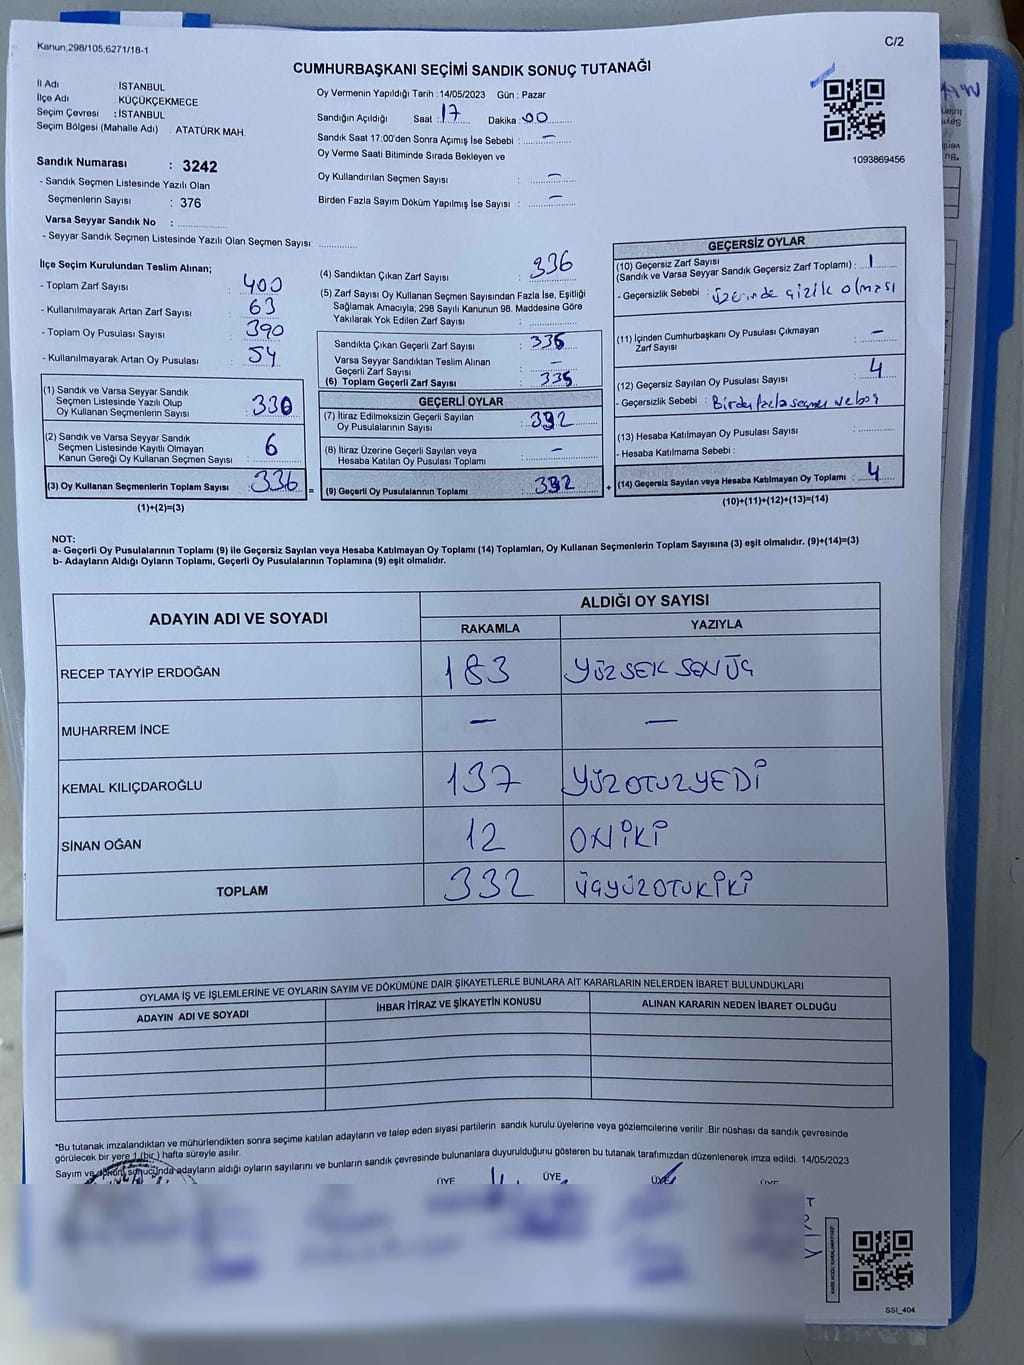 Kanun,298/105,6271/18-1
C/2
CUMHURBAŞKANI SEÇİMİ SANDIK SONUÇ TUTANAĞI
İl Adı : İSTANBUL
İlçe Adı : KÜÇÜKÇEKMECE
Seçim Çevresi : İSTANBUL
Seçim Bölgesi (Mahalle Adı) ATATÜRK MAH.
Sandık Numarası : 3242
- Sandık Seçmen Listesinde Yazılı Olan
Seçmenlerin Sayısı : 376
Varsa Seyyar Sandık No :
- Seyyar Sandık Seçmen Listesinde Yazılı Olan Seçmen Sayısı:
Oy Vermenin Yapıldığı Tarih :14/05/2023 Gün : Pazar
Sandığın Açıldığı Saat : 17 Dakika : 00
Sandık Saat 17:00'den Sonra Açımış İse Sebebi : —
Oy Verme Saati Bitiminde Sırada Bekleyen ve
Oy Kullandırılan Seçmen Sayısı : —
Birden Fazla Sayım Döküm Yapılmış İse Sayısı : —
1093869456
İlçe Seçim Kurulundan Teslim Alınan;
- Toplam Zarf Sayısı : 400
- Kullanılmayarak Artan Zarf Sayısı : 63
- Toplam Oy Pusulası Sayısı : 390
- Kullanılmayarak Artan Oy Pusulası : 54
(1) Sandık ve Varsa Seyyar Sandık
Seçmen Listesinde Yazılı Olup
Oy Kullanan Seçmenlerin Sayısı : 330
(2) Sandık ve Varsa Seyyar Sandık
Seçmen Listesinde Kayıtlı Olmayan
Kanun Gereği Oy Kullanan Seçmen Sayısı : 6
(3) Oy Kullanan Seçmenlerin Toplam Sayısı : 336
(1)+(2)=(3)
(4) Sandıktan Çıkan Zarf Sayısı : 336
(5) Zarf Sayısı Oy Kullanan Seçmen Sayısından Fazla İse, Eşitliği
Sağlamak Amacıyla, 298 Sayılı Kanunun 98. Maddesine Göre
Yakılarak Yok Edilen Zarf Sayısı :
Sandıkta Çıkan Geçerli Zarf Sayısı : 336
Varsa Seyyar Sandıktan Teslim Alınan
Geçerli Zarf Sayısı : —
(6) Toplam Geçerli Zarf Sayısı : 335
GEÇERLİ OYLAR
(7) İtiraz Edilmeksizin Geçerli Sayılan
Oy Pusulalarının Sayısı : 332
(8) İtiraz Üzerine Geçerli Sayılan veya
Hesaba Katılan Oy Pusulası Toplamı : —
= (9) Geçerli Oy Pusulalarının Toplamı : 332
GEÇERSİZ OYLAR
(10) Geçersiz Zarf Sayısı
(Sandık ve Varsa Seyyar Sandık Geçersiz Zarf Toplamı) : 1
- Geçersizlik Sebebi : üzerinde çizik olması
(11) İçinden Cumhurbaşkanı Oy Pusulası Çıkmayan
Zarf Sayısı : —
(12) Geçersiz Sayılan Oy Pusulası Sayısı : 4
- Geçersizlik Sebebi : Birden fazla seçme ve boş
(13) Hesaba Katılmayan Oy Pusulası Sayısı :
- Hesaba Katılmama Sebebi :
+ (14) Geçersiz Sayılan veya Hesaba Katılmayan Oy Toplamı : 4
(10)+(11)+(12)+(13)=(14)
NOT:
a- Geçerli Oy Pusulalarının Toplamı (9) ile Geçersiz Sayılan veya Hesaba Katılmayan Oy Toplamı (14) Toplamları, Oy Kullanan Seçmenlerin Toplam Sayısına (3) eşit olmalıdır. (9)+(14)=(3)
b- Adayların Aldığı Oyların Toplamı, Geçerli Oy Pusulalarının Toplamına (9) eşit olmalıdır.
ADAYIN ADI VE SOYADI
ALDIĞI OY SAYISI
RAKAMLA YAZIYLA
RECEP TAYYİP ERDOĞAN 183 YÜZSEKSENÜÇ
MUHARREM İNCE — —
KEMAL KILIÇDAROĞLU 137 YÜZOTUZYEDİ
SİNAN OĞAN 12 ONİKİ
TOPLAM 332 ÜÇYÜZOTUKİKİ
OYLAMA İŞ VE İŞLEMLERİNE VE OYLARIN SAYIM VE DÖKÜMÜNE DAİR ŞİKAYETLERLE BUNLARA AİT KARARLARIN NELERDEN İBARET BULUNDUKLARI
ADAYIN ADI VE SOYADI
İHBAR İTİRAZ VE ŞİKAYETİN KONUSU
ALINAN KARARIN NEDEN İBARET OLDUĞU
*Bu tutanak imzalandıktan ve mühürlendikten sonra seçime katılan adayların ve talep eden siyasi partilerin sandık kurulu üyelerine veya gözlemcilerine verilir .Bir nüshası da sandık çevresinde
görülecek bir yere 1 (bir ) hafta süreyle asılır.
Sayım ve döküm sonucunda adayların aldığı oyların sayılarını ve bunların sandık çevresinde bulunanlara duyurulduğunu gösteren bu tutanak tarafımızdan düzenlenerek imza edildi. 14/05/2023
ÜYE ÜYE ÜYE ÜYE
SSI_404